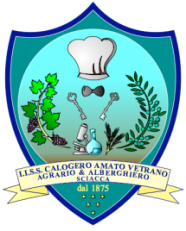 I.I.S.S. CALOGERO AMATO VETRANO
AGRARIO & ALBERGHIERO
SCIACCA
dal 1875